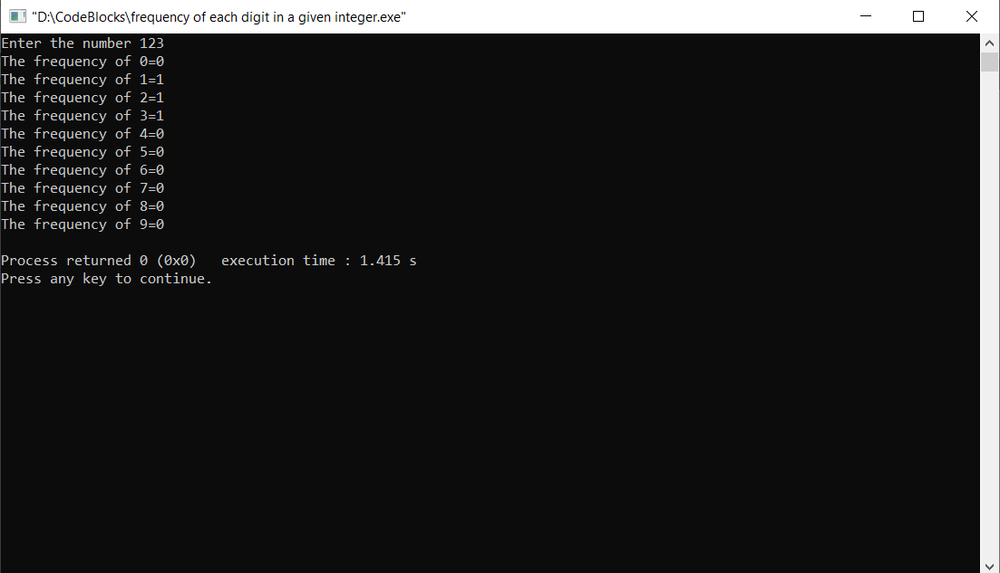 "D:\CodeBlocks\frequency of each digit in a given integer.exe"
Enter the number 123
The frequency of 0=0
The frequency of 1=1
The frequency of 2=1
The frequency of 3=1
The frequency of 4=0
The frequency of 5=0
The frequency of 6=0
The frequency of 7=0
The frequency of 8=0
The frequency of 9=0
Process returned 0 (0x0)   execution time : 1.415 s
Press any key to continue.